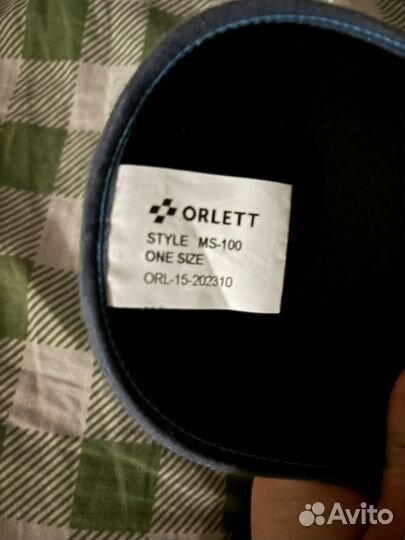 ORLETT
STYLE MS-100
ONE SIZE
ORL-15-202310
Avito